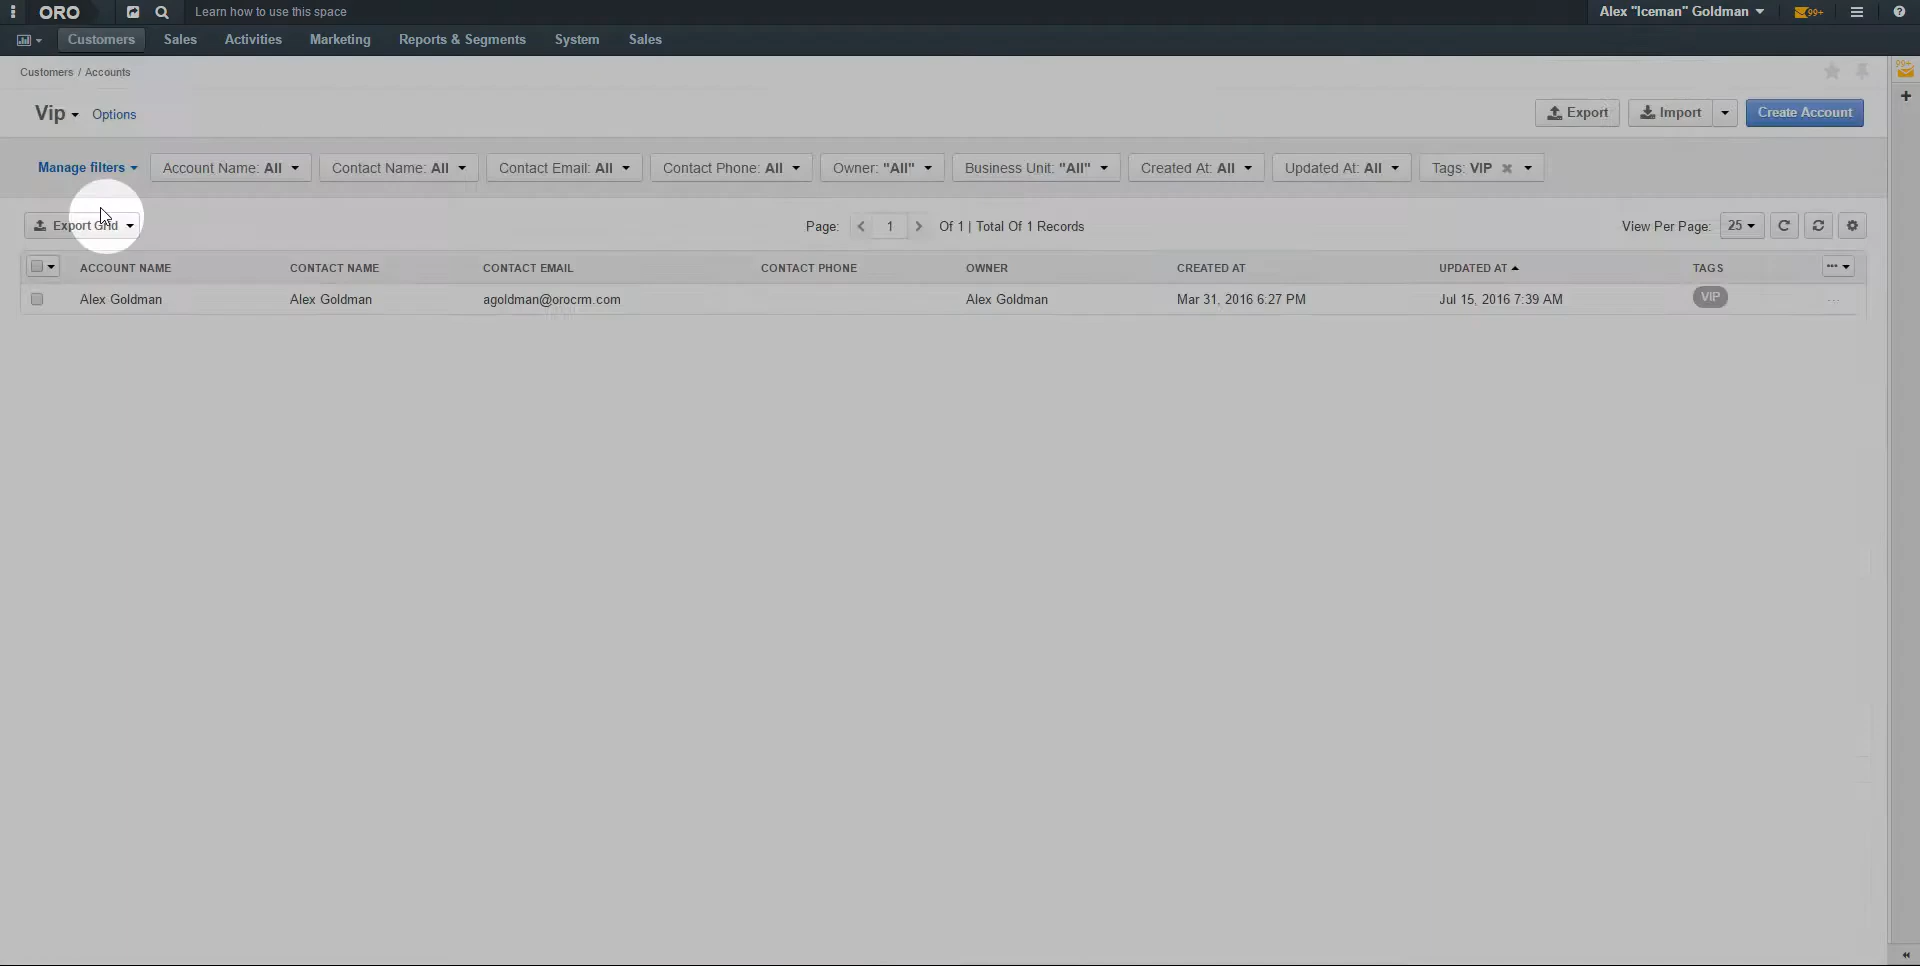 ORO Learn how to use this space Alex "Iceman" Goldman 99+
Customers Sales Activities Marketing Reports & Segments System Sales
Customers / Accounts 99+
Vip Options Export Import Create Account
Manage filters Account Name: All Contact Name: All Contact Email: All Contact Phone: All Owner: "All" Business Unit: "All" Created At: All Updated At: All Tags: VIP
Export Grid Page: 1 Of 1 | Total Of 1 Records View Per Page: 25
ACCOUNT NAME CONTACT NAME CONTACT EMAIL CONTACT PHONE OWNER CREATED AT UPDATED AT TAGS
Alex Goldman Alex Goldman agoldman@orocrm.com Alex Goldman Mar 31, 2016 6:27 PM Jul 15, 2016 7:39 AM VIP